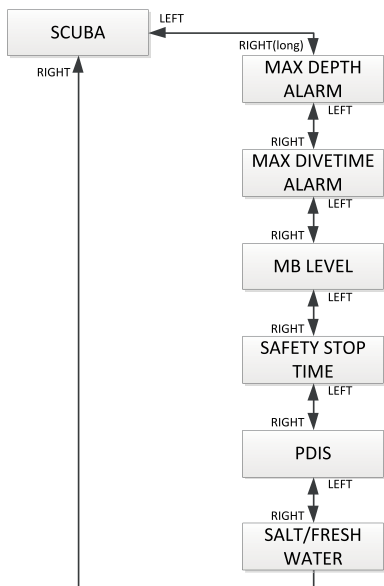 LEFT
SCUBA
RIGHT(long)
RIGHT
MAX DEPTH
ALARM
LEFT
RIGHT
MAX DIVETIME
ALARM
LEFT
RIGHT
MB LEVEL
LEFT
RIGHT
SAFETY STOP
TIME
LEFT
RIGHT
PDIS
LEFT
RIGHT
SALT/FRESH
WATER